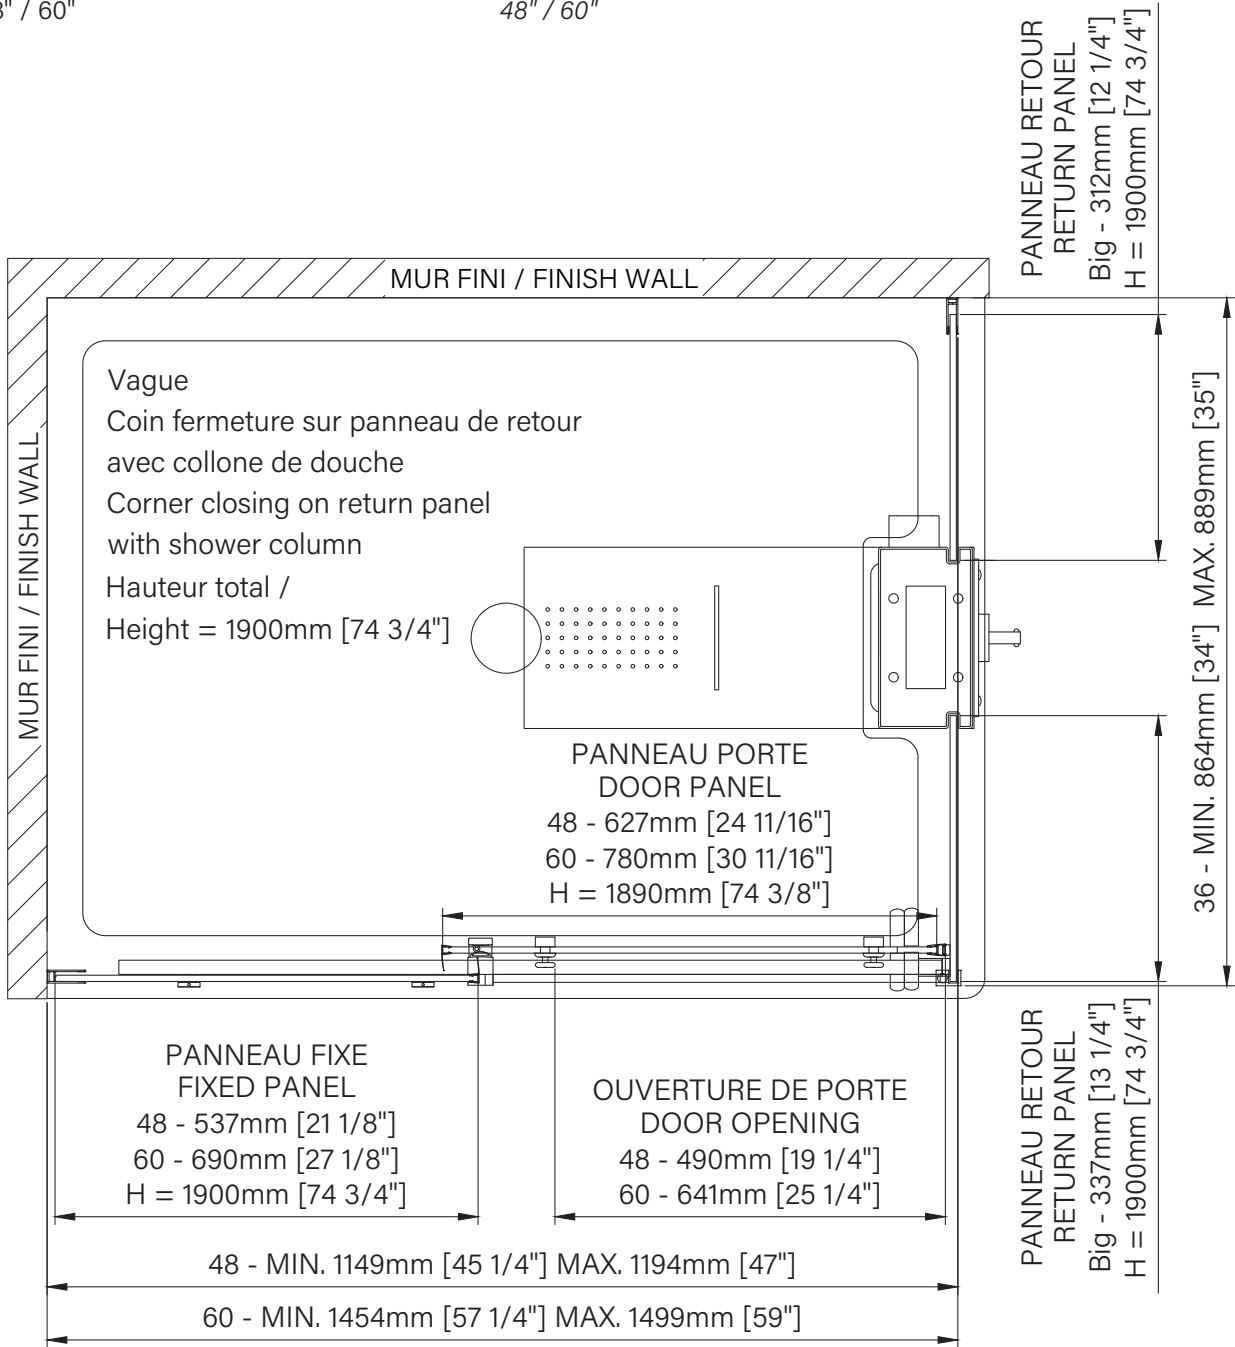 " / 60"
48" / 60"
PANNEAU RETOUR
RETURN PANEL
Big - 312mm [12 1/4"]
H = 1900mm [74 3/4"]
MUR FINI / FINISH WALL
MUR FINI / FINISH WALL
Vague
Coin fermeture sur panneau de retour
avec collone de douche
Corner closing on return panel
with shower column
Hauteur total /
Height = 1900mm [74 3/4"]
36 - MIN. 864mm [34"] MAX. 889mm [35"]
PANNEAU PORTE
DOOR PANEL
48 - 627mm [24 11/16"]
60 - 780mm [30 11/16"]
H = 1890mm [74 3/8"]
PANNEAU FIXE
FIXED PANEL
48 - 537mm [21 1/8"]
60 - 690mm [27 1/8"]
H = 1900mm [74 3/4"]
OUVERTURE DE PORTE
DOOR OPENING
48 - 490mm [19 1/4"]
60 - 641mm [25 1/4"]
PANNEAU RETOUR
RETURN PANEL
Big - 337mm [13 1/4"]
H = 1900mm [74 3/4"]
48 - MIN. 1149mm [45 1/4"] MAX. 1194mm [47"]
60 - MIN. 1454mm [57 1/4"] MAX. 1499mm [59"]